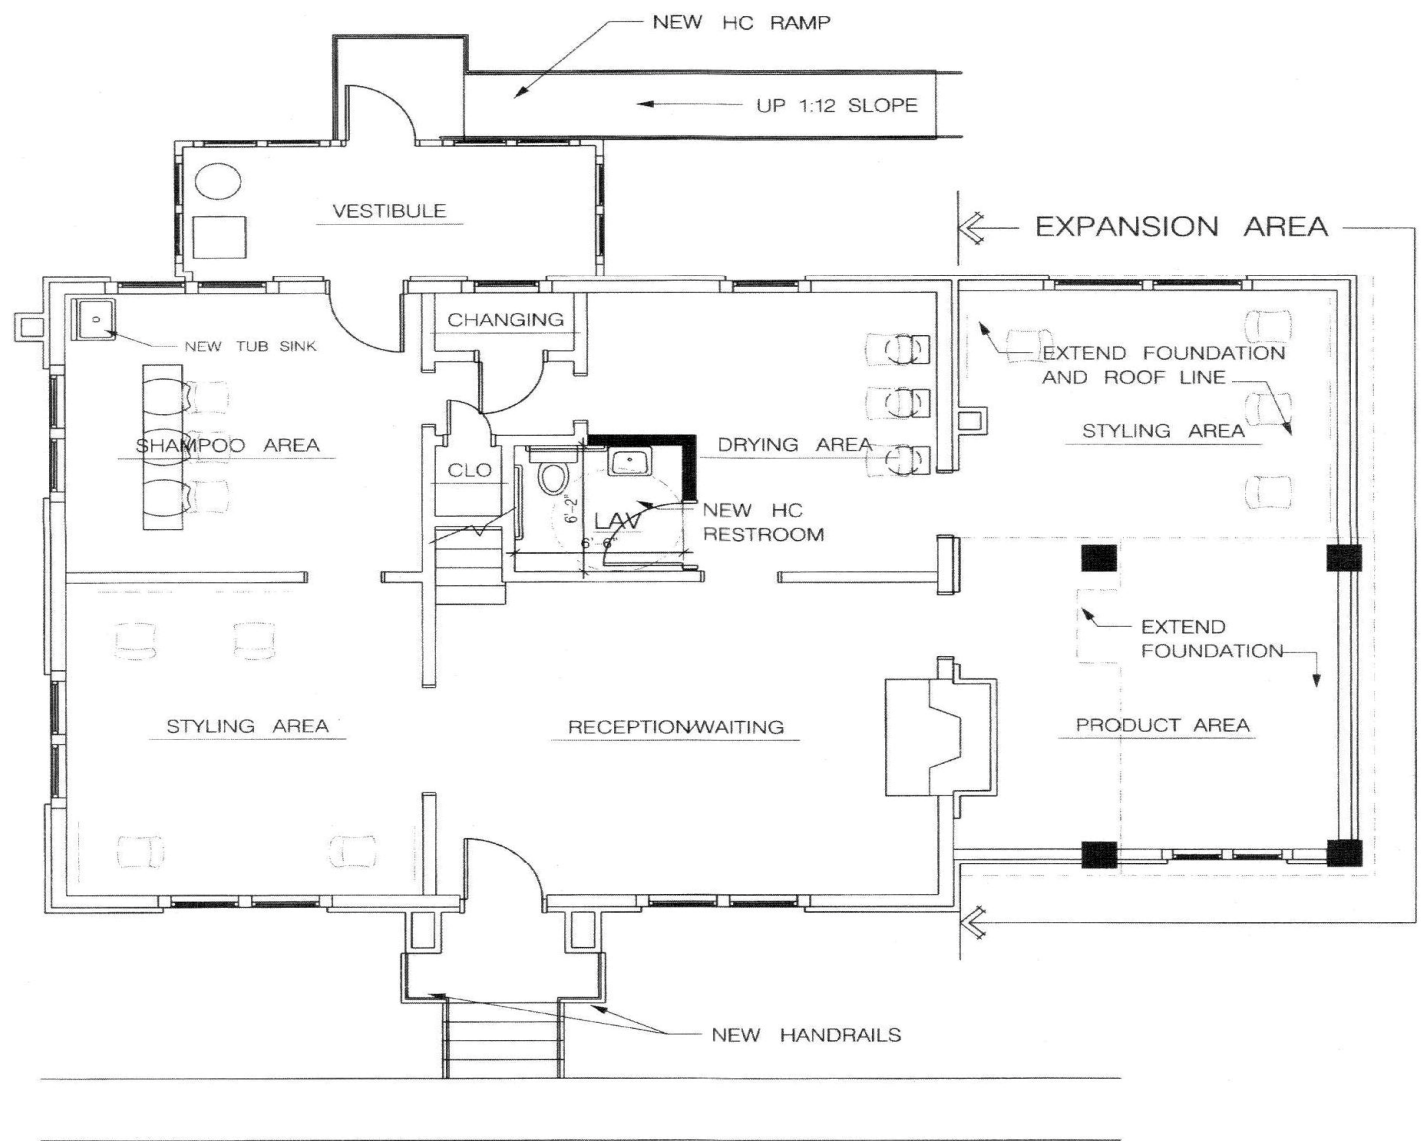 NEW HC RAMP
UP 1:12 SLOPE
VESTIBULE
EXPANSION AREA
CHANGING
NEW TUB SINK
EXTEND FOUNDATION
AND ROOF LINE
SHAMPOO AREA
DRYING AREA
STYLING AREA
CLO
6'-2"
LAV
6'-6"
NEW HC
RESTROOM
EXTEND
FOUNDATION
STYLING AREA
RECEPTION/WAITING
PRODUCT AREA
NEW HANDRAILS